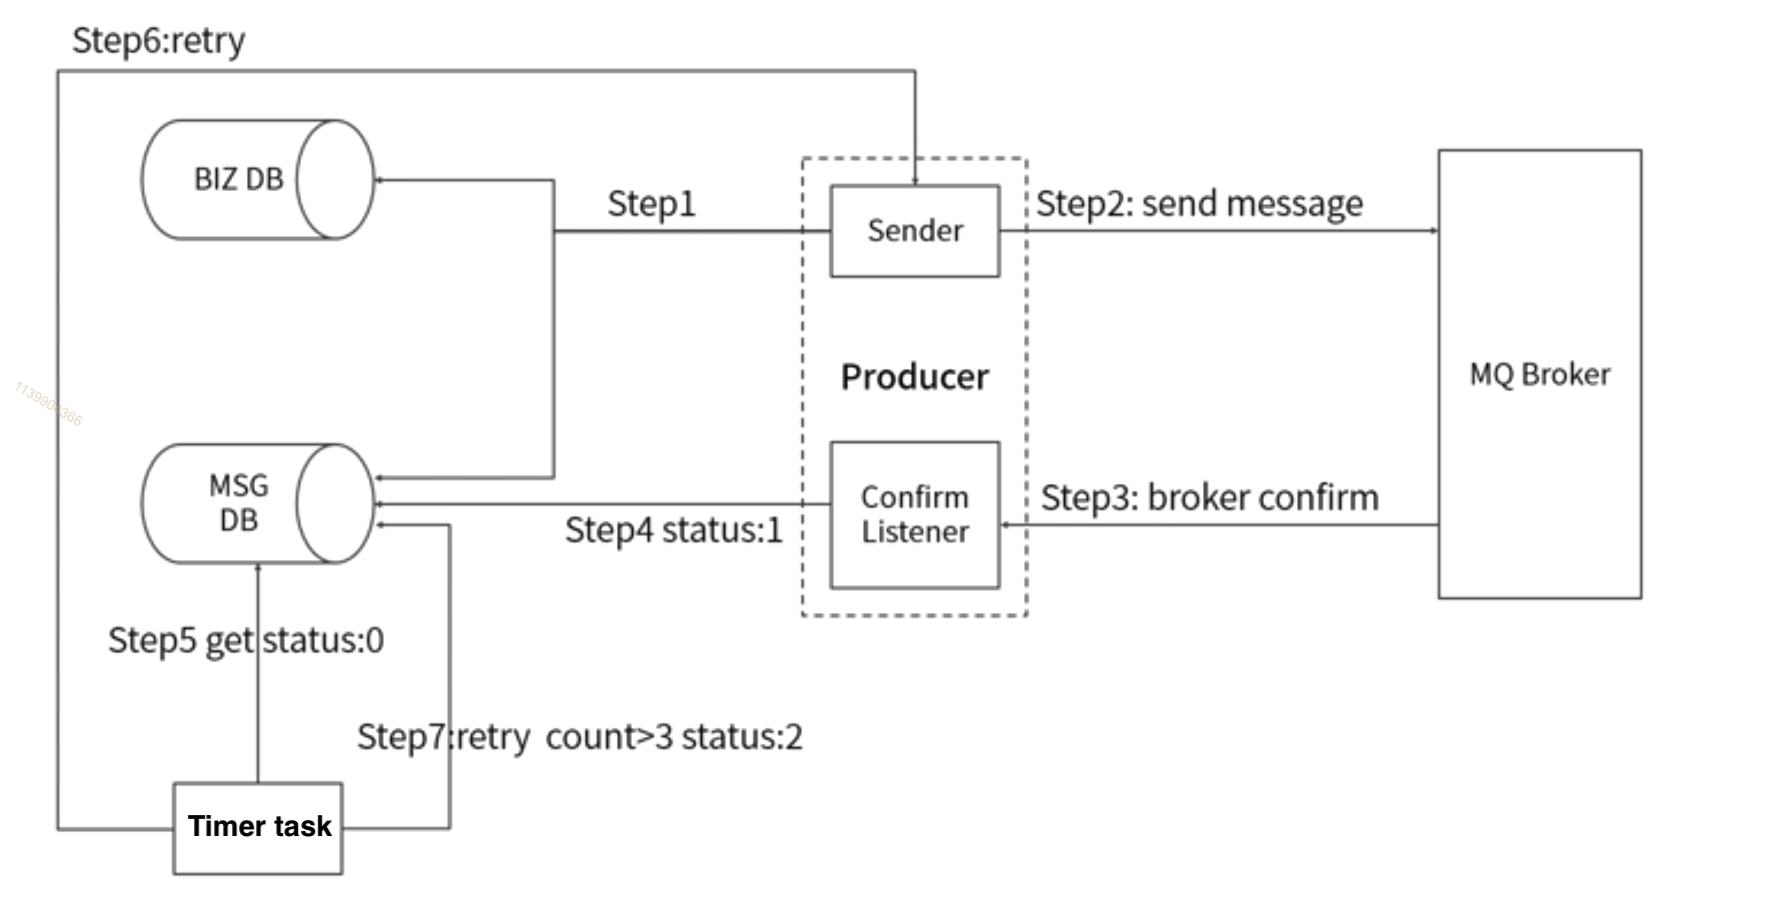 Step6:retry
BIZ DB
Step1
Sender
Step2: send message
Producer
MQ Broker
MSG
DB
Confirm
Listener
Step3: broker confirm
Step4 status:1
Step5 get status:0
Step7:retry  count>3 status:2
Timer task